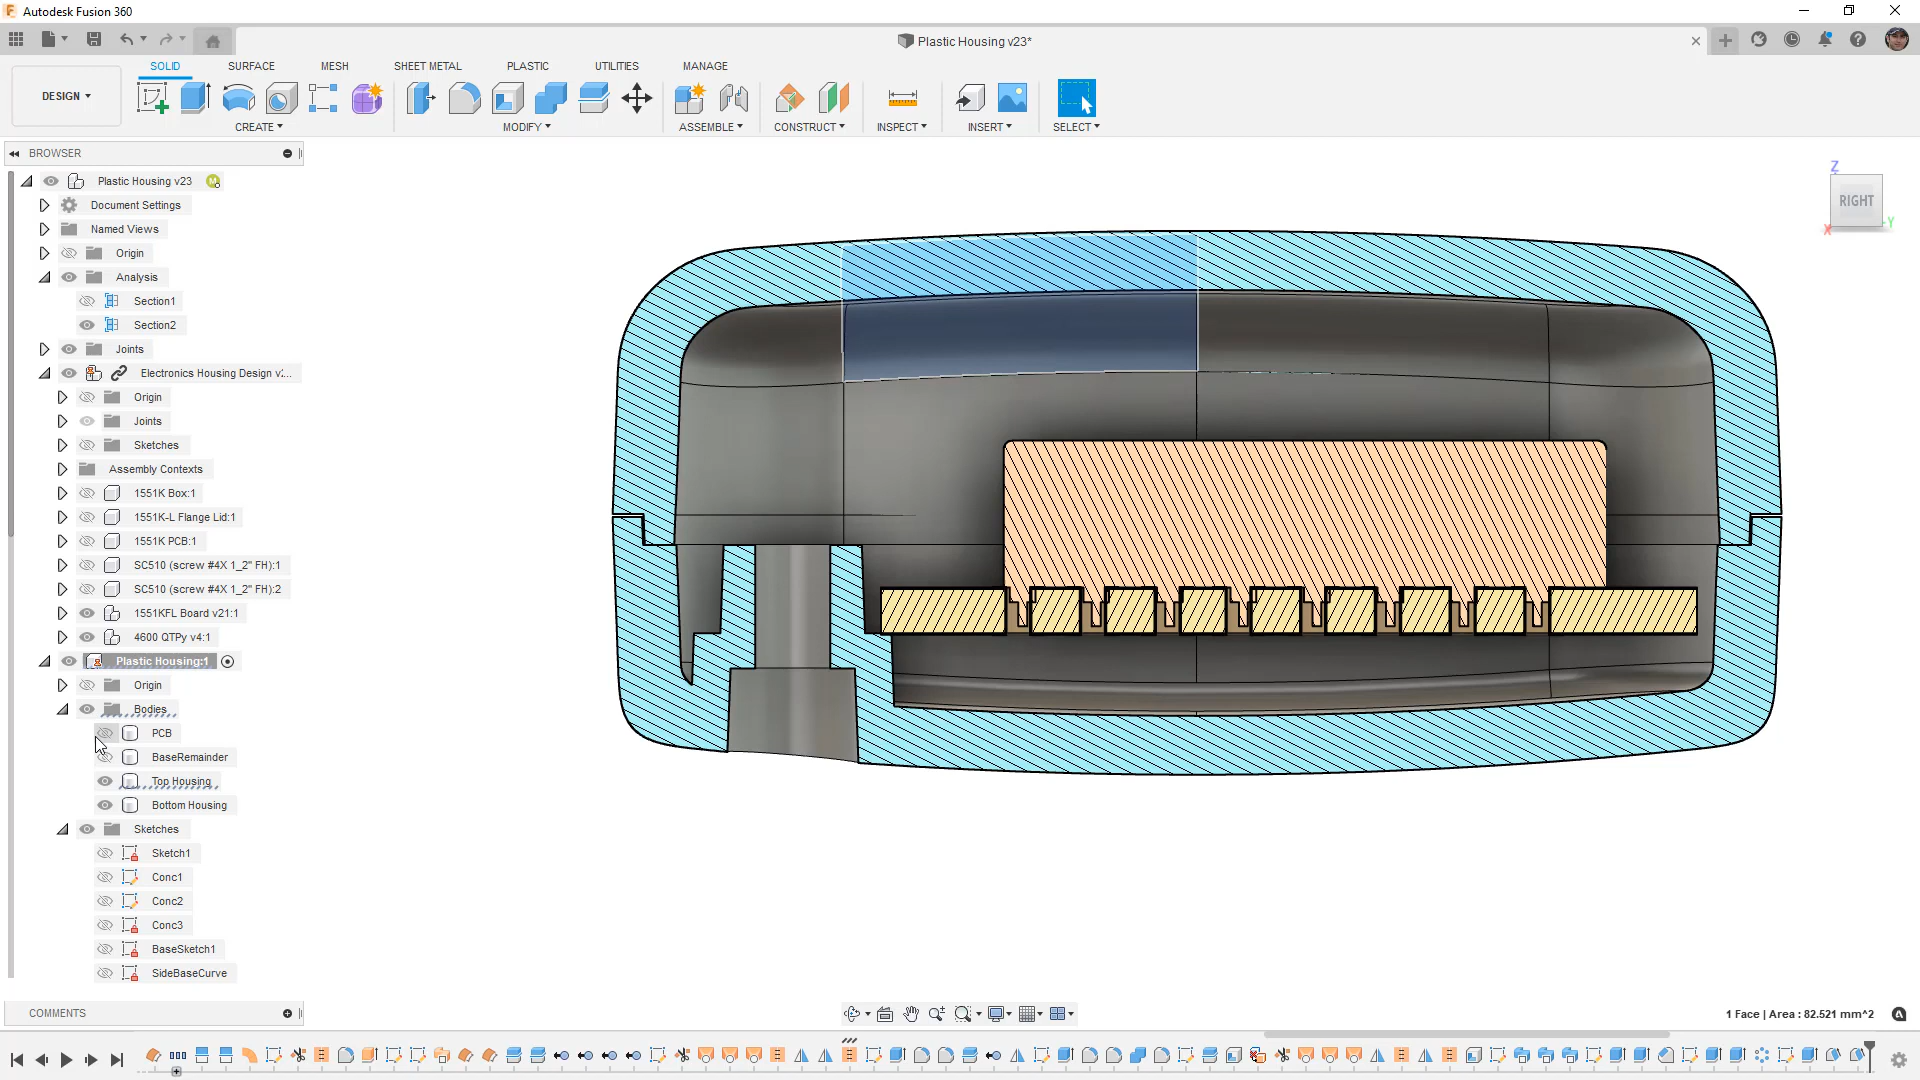 Autodesk Fusion 360
Plastic Housing v23*
DESIGN
SOLID SURFACE MESH SHEET METAL PLASTIC UTILITIES MANAGE
CREATE MODIFY ASSEMBLE CONSTRUCT INSPECT INSERT SELECT
BROWSER
Plastic Housing v23
Document Settings
Named Views
Origin
Analysis
Section1
Section2
Joints
Electronics Housing Design v:...
Origin
Joints
Sketches
Assembly Contexts
1551K Box:1
1551K-L Flange Lid:1
1551K PCB:1
SC510 (screw #4X 1_2" FH):1
SC510 (screw #4X 1_2" FH):2
1551KFL Board v21:1
4600 QTPy v4:1
Plastic Housing:1
Origin
Bodies
PCB
BaseRemainder
Top Housing
Bottom Housing
Sketches
Sketch1
Conc1
Conc2
Conc3
BaseSketch1
SideBaseCurve
Z
RIGHT
X
Y
COMMENTS
1 Face | Area : 82.521 mm^2